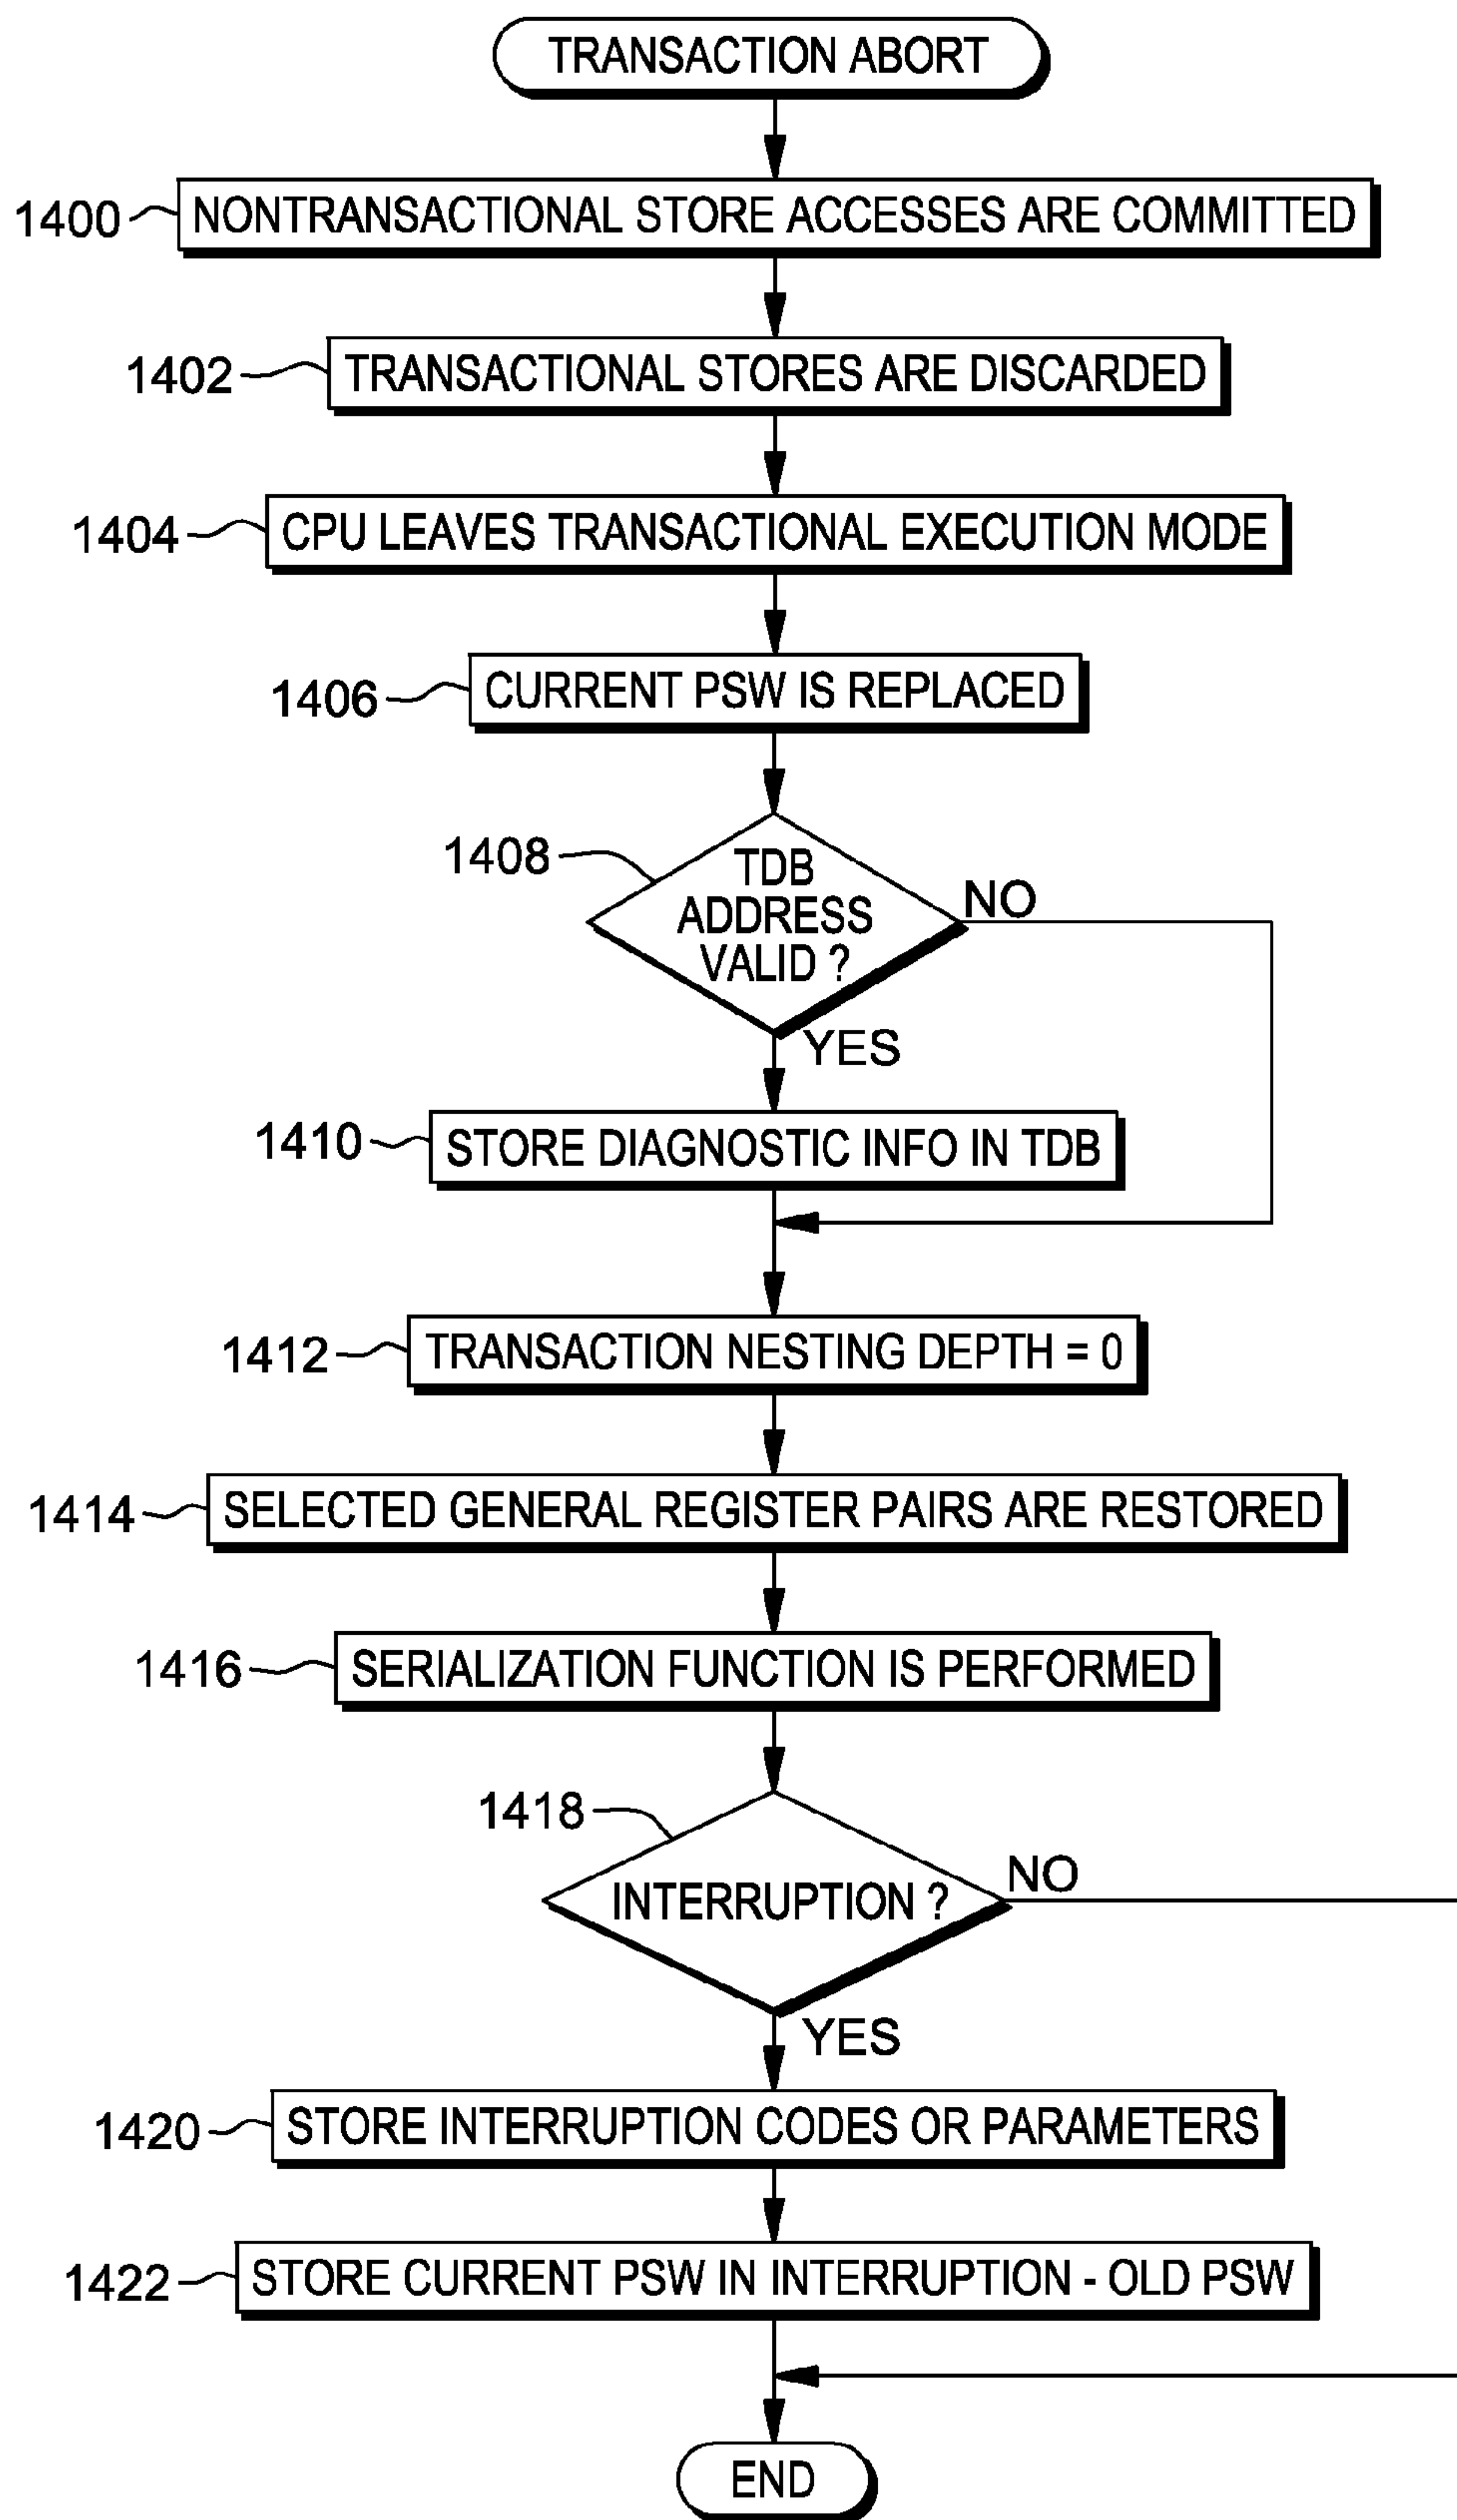 TRANSACTION ABORT
1400
NONTRANSACTIONAL STORE ACCESSES ARE COMMITTED
1402
TRANSACTIONAL STORES ARE DISCARDED
1404
CPU LEAVES TRANSACTIONAL EXECUTION MODE
1406
CURRENT PSW IS REPLACED
1408
TDB
ADDRESS
VALID ?
NO
YES
1410
STORE DIAGNOSTIC INFO IN TDB
1412
TRANSACTION NESTING DEPTH = 0
1414
SELECTED GENERAL REGISTER PAIRS ARE RESTORED
1416
SERIALIZATION FUNCTION IS PERFORMED
1418
INTERRUPTION ?
NO
YES
1420
STORE INTERRUPTION CODES OR PARAMETERS
1422
STORE CURRENT PSW IN INTERRUPTION - OLD PSW
END